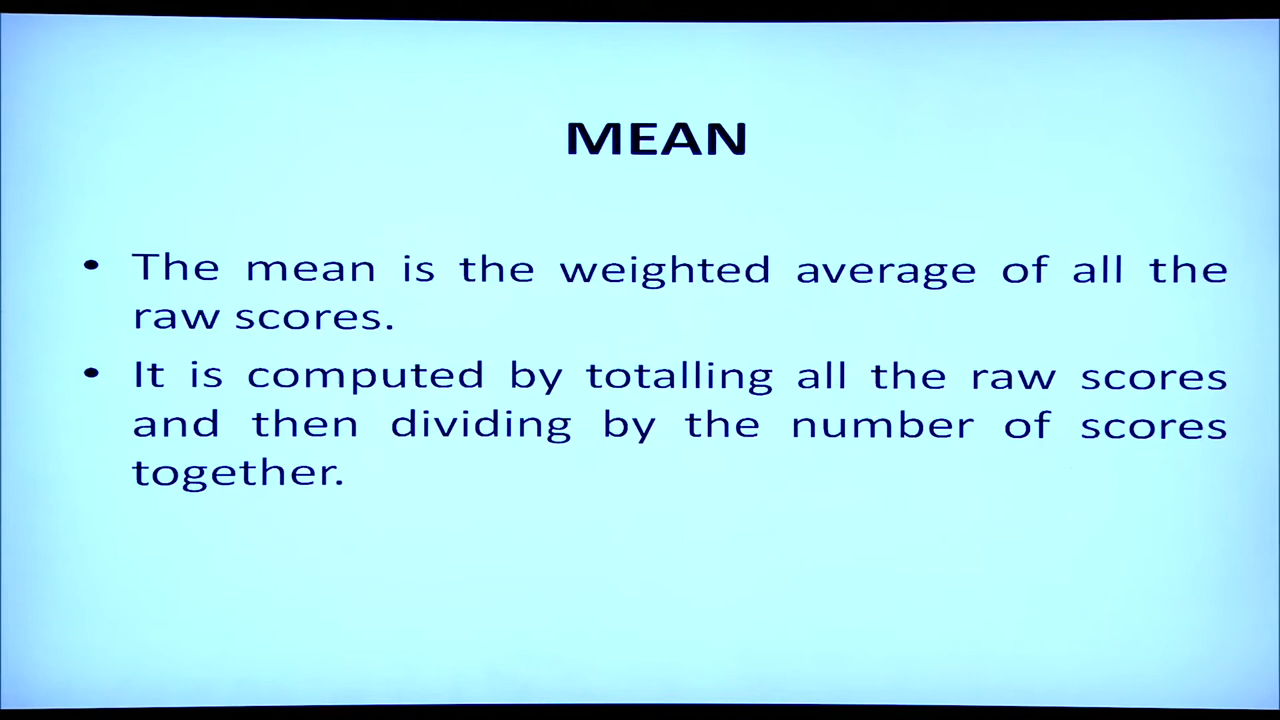 MEAN
• The mean is the weighted average of all the
raw scores.
• It is computed by totalling all the raw scores
and then dividing by the number of scores
together.